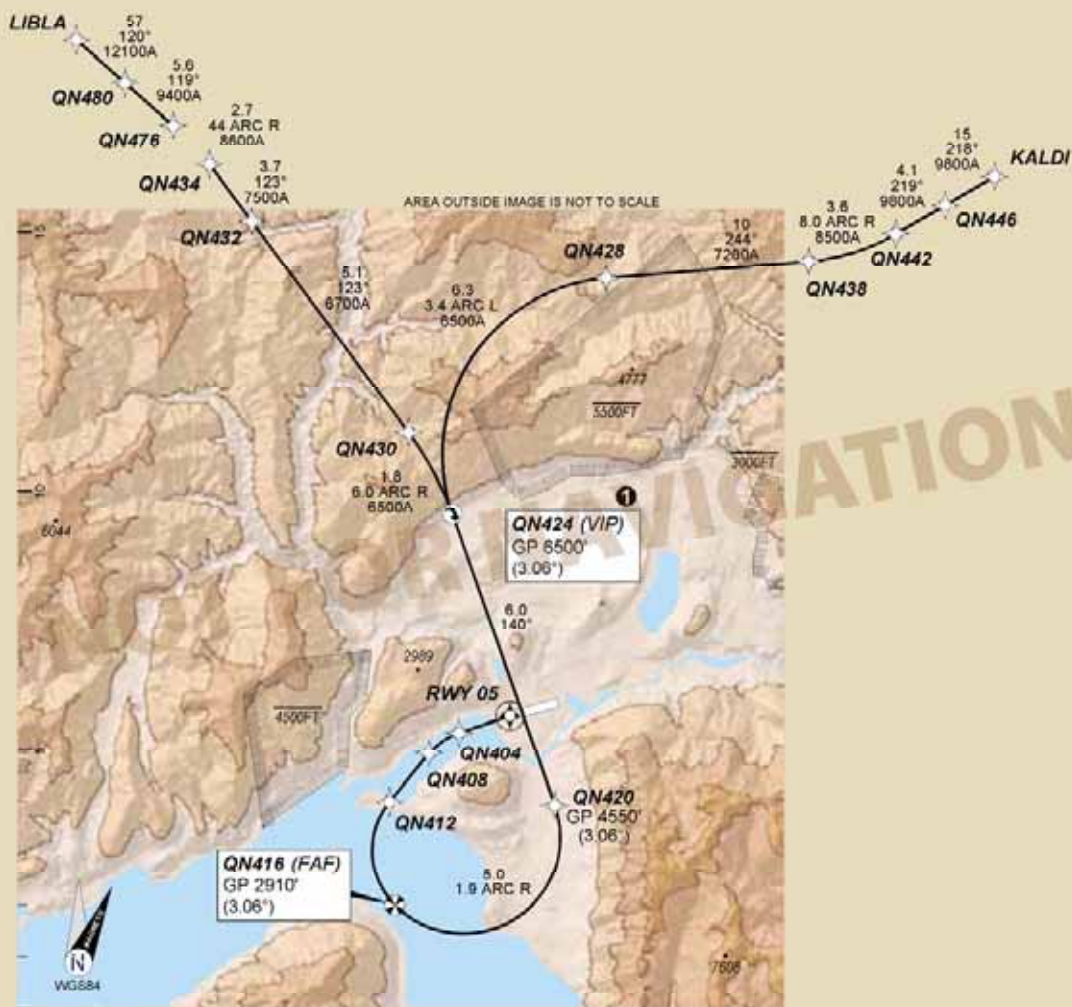 LIBLA
57
120°
12100A
QN480
5.6
119°
9400A
QN476
2.7
44 ARC R
8600A
QN434
3.7
123°
7500A
QN432
AREA OUTSIDE IMAGE IS NOT TO SCALE
15
218°
9800A
KALDI
4.1
219°
9800A
QN446
3.6
8.0 ARC R
8500A
QN442
QN438
10
244°
7200A
QN428
6.3
3.4 ARC L
6500A
5.1
123°
6700A
15
4777
5500FT
3000FT
QN430
1.8
6.0 ARC R
6500A
10
6044
1
QN424 (VIP)
GP 6500'
(3.06°)
6.0
140°
2989
4500FT
RWY 05
5
QN404
QN408
QN412
QN420
GP 4550'
(3.06°)
QN416 (FAF)
GP 2910'
(3.06°)
5.0
1.9 ARC R
7608
N
WGS84
NAVIGATION